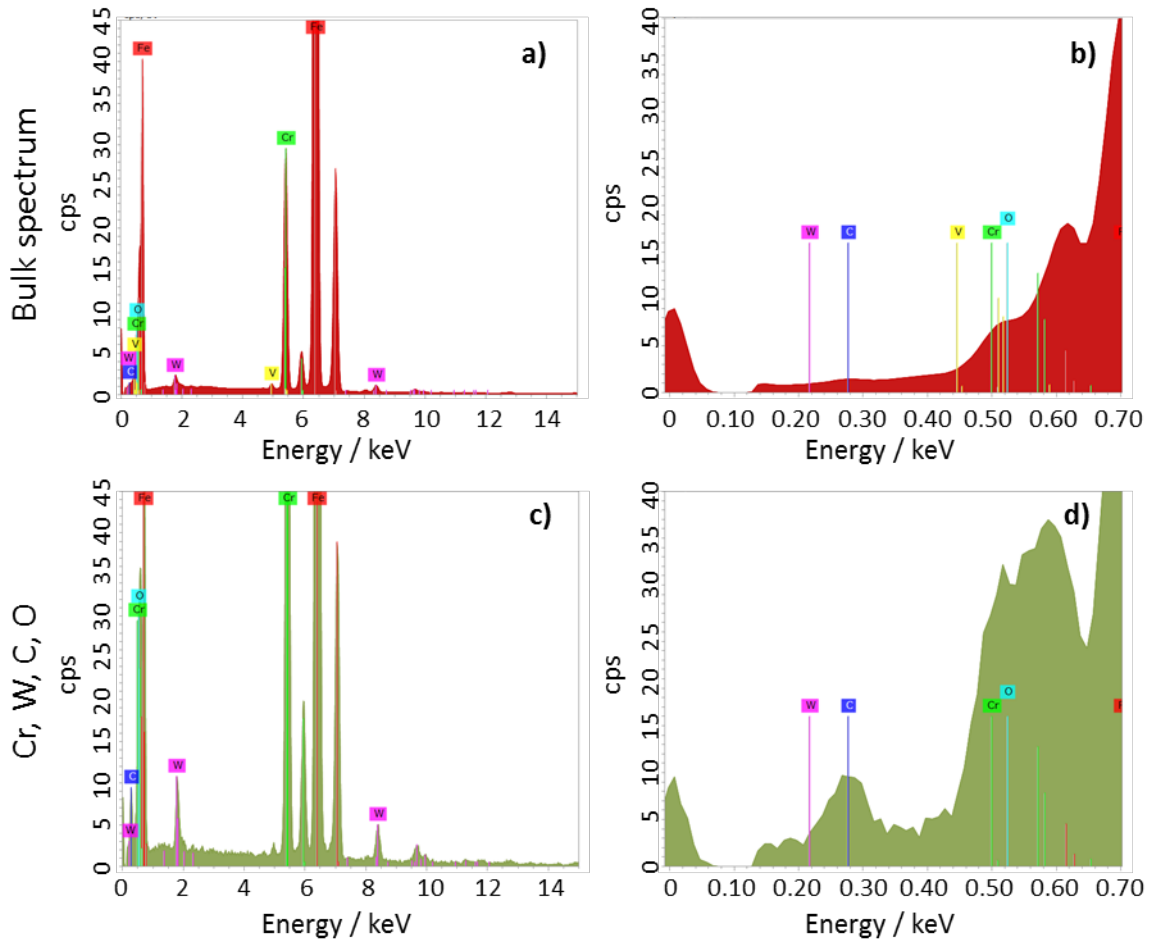 Bulk spectrum
a)
cps
45
40
35
30
25
20
15
10
5
0
Fe
Fe
Cr
O
Cr
V
W
C
W
V
W
0 2 4 6 8 10 12 14
Energy / keV
b)
cps
40
35
30
25
20
15
10
5
0
W C V Cr O
0 0.10 0.20 0.30 0.40 0.50 0.60 0.70
Energy / keV
Cr, W, C, O
c)
cps
45
40
35
30
25
20
15
10
5
0
Fe Cr Fe
O
Cr
C
W
W
W
0 2 4 6 8 10 12 14
Energy / keV
d)
cps
40
35
30
25
20
15
10
5
0
W C Cr O
0 0.10 0.20 0.30 0.40 0.50 0.60 0.70
Energy / keV